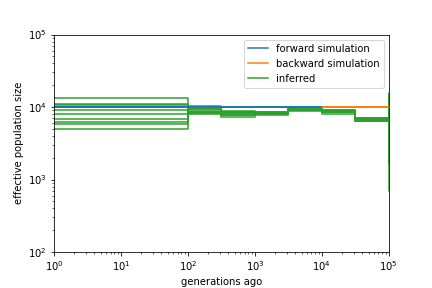 10^5
10^4
10^3
10^2
effective population size
forward simulation
backward simulation
inferred
10^0 10^1 10^2 10^3 10^4 10^5
generations ago